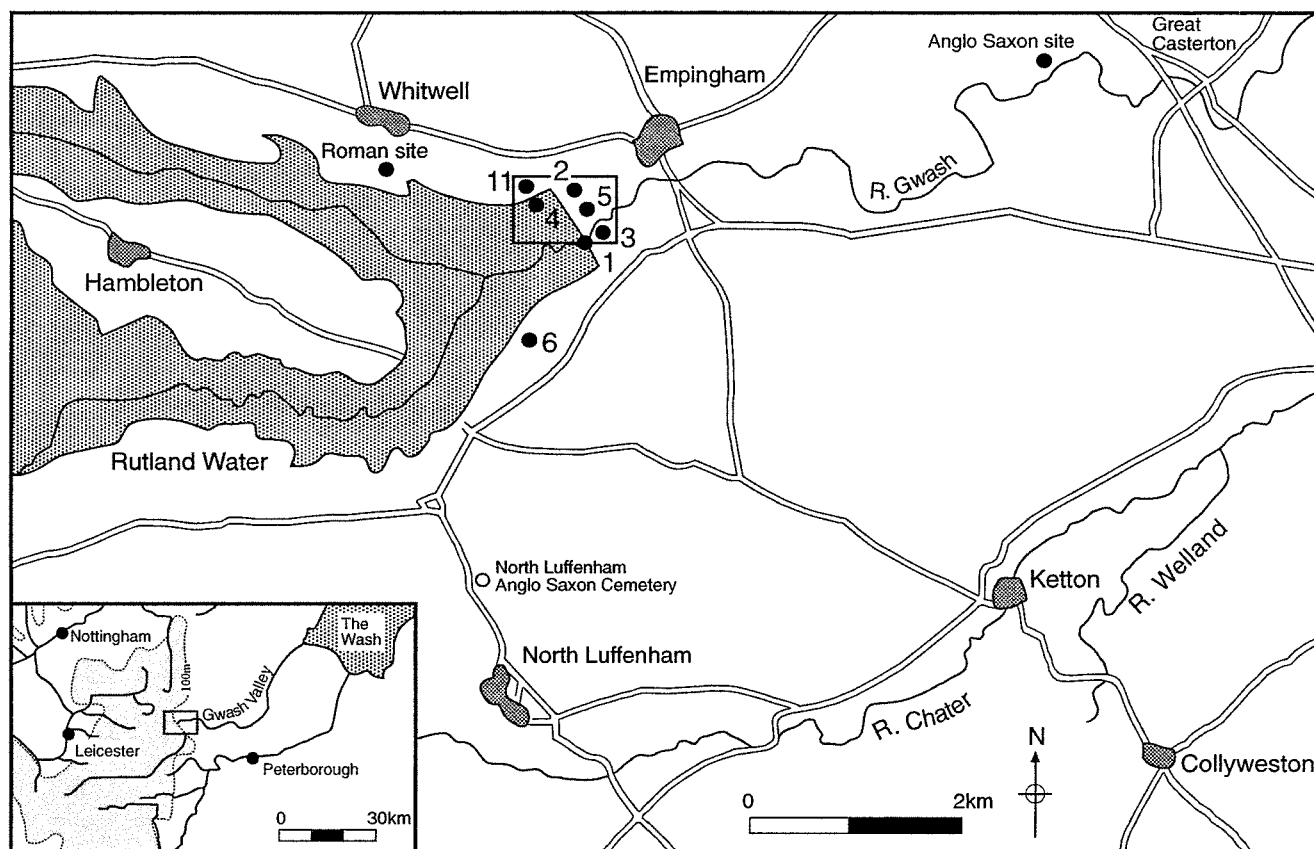 Great
Casterton
Anglo Saxon site
Empingham
Whitwell
Roman site
R. Gwash
11
2
5
4
3
1
Hambleton
6
Rutland Water
North Luffenham
Anglo Saxon Cemetery
Ketton
R. Welland
North Luffenham
R. Chater
Collyweston
N
0
2km
The
Wash
Nottingham
100m
Gwash Valley
Leicester
Peterborough
0
30km